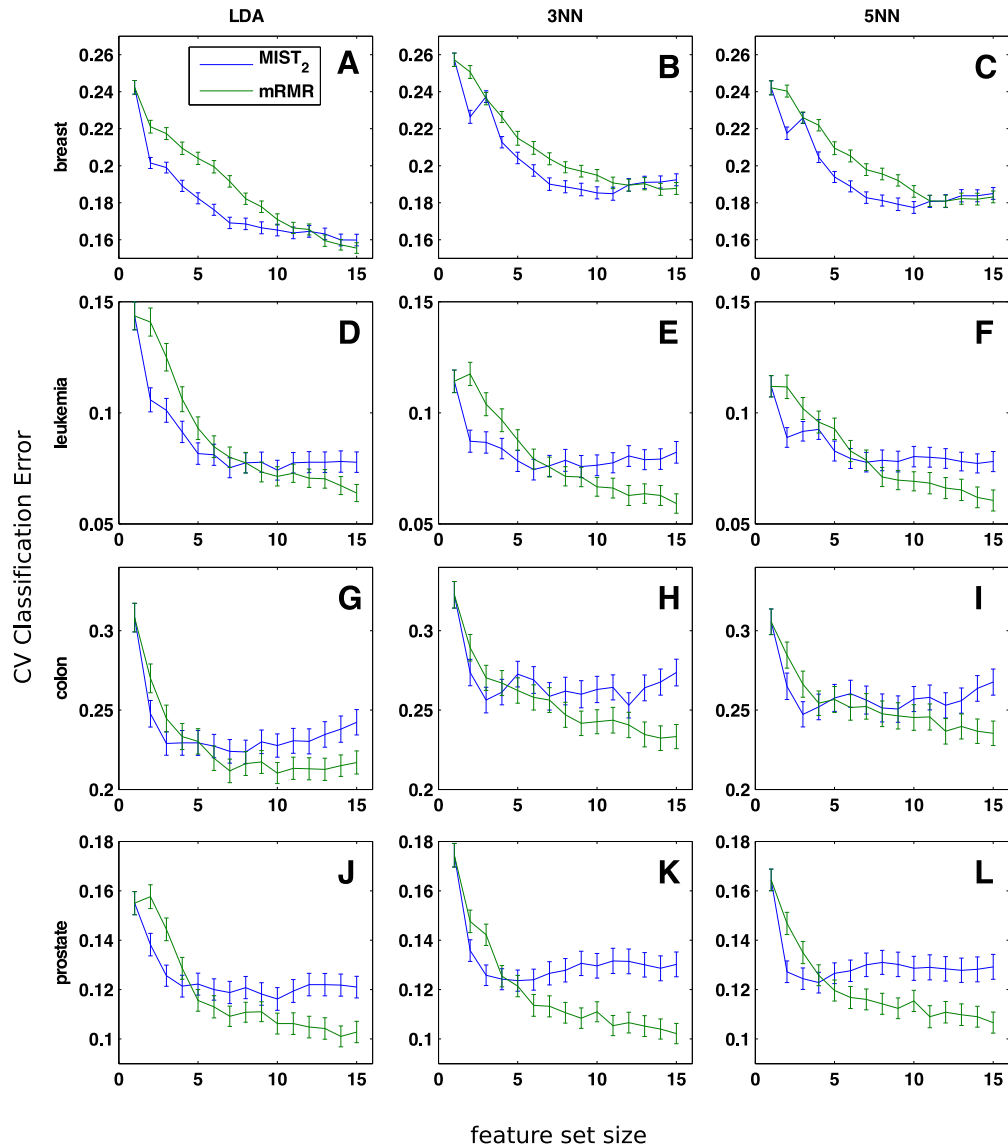 LDA 3NN 5NN
MIST2
mRMR
A
B
C
breast
0.26 0.24 0.22 0.2 0.18 0.16
0 5 10 15
0.26 0.24 0.22 0.2 0.18 0.16
0 5 10 15
0.26 0.24 0.22 0.2 0.18 0.16
0 5 10 15
D
E
F
leukemia
0.15 0.1 0.05
0 5 10 15
0.15 0.1 0.05
0 5 10 15
0.15 0.1 0.05
0 5 10 15
CV Classification Error
G
H
I
colon
0.3 0.25 0.2
0 5 10 15
0.3 0.25 0.2
0 5 10 15
0.3 0.25 0.2
0 5 10 15
J
K
L
prostate
0.18 0.16 0.14 0.12 0.1
0 5 10 15
0.18 0.16 0.14 0.12 0.1
0 5 10 15
0.18 0.16 0.14 0.12 0.1
0 5 10 15
feature set size